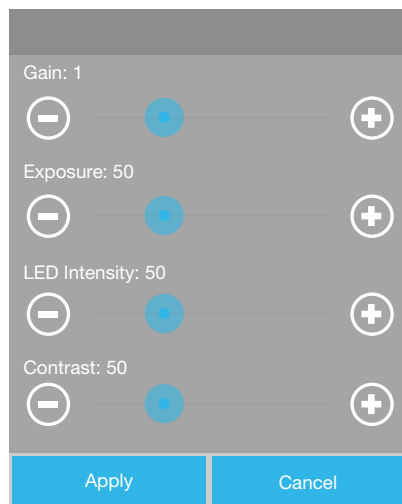 Gain: 1
Exposure: 50
LED Intensity: 50
Contrast: 50
Apply
Cancel